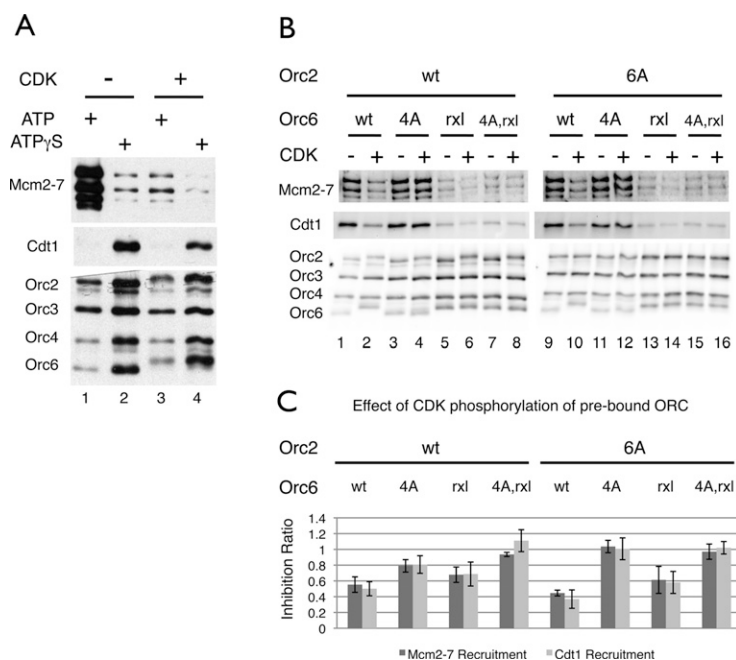 A
CDK - +
ATP + +
ATPγS + +
Mcm2-7
Cdt1
Orc2
Orc3
Orc4
Orc6
1 2 3 4
B
Orc2 wt 6A
Orc6 wt 4A rxl 4A,rxl wt 4A rxl 4A,rxl
CDK - + - + - + - + - + - + - + - +
Mcm2-7
Cdt1
Orc2
Orc3
Orc4
Orc6
1 2 3 4 5 6 7 8 9 10 11 12 13 14 15 16
C Effect of CDK phosphorylation of pre-bound ORC
Orc2 wt 6A
Orc6 wt 4A rxl 4A,rxl wt 4A rxl 4A,rxl
Inhibition Ratio
1.4
1.2
1
0.8
0.6
0.4
0.2
0
Mcm2-7 Recruitment Cdt1 Recruitment